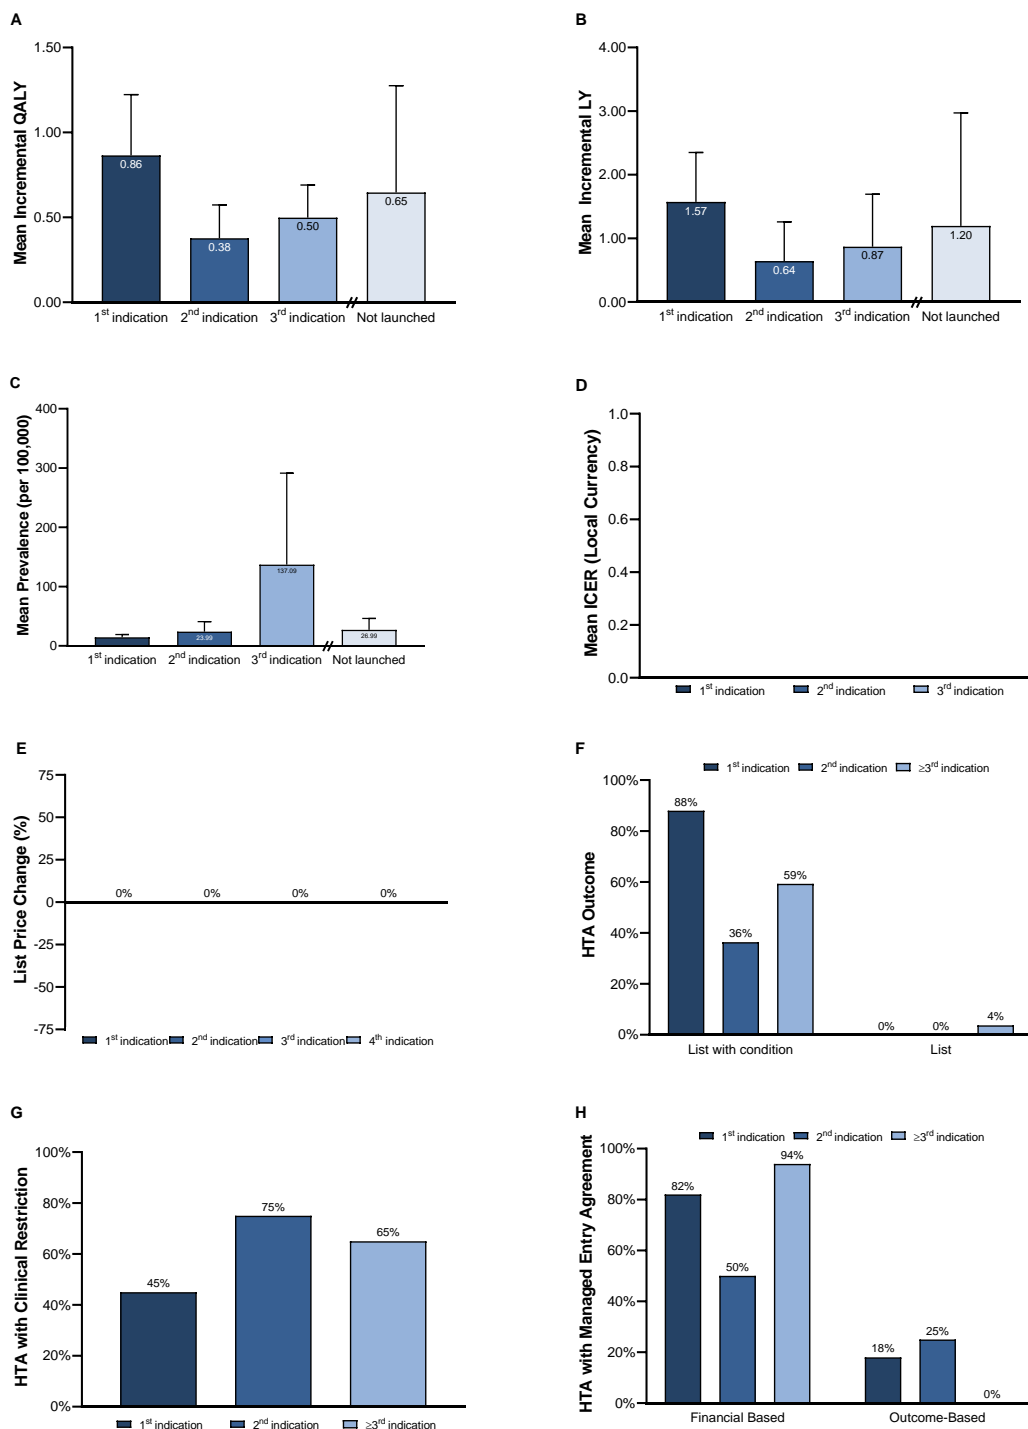 A
Mean Incremental QALY
1.50
1.00
0.50
0.00
0.86
0.38
0.50
0.65
1st indication 2nd indication 3rd indication Not launched
B
Mean Incremental LY
4.00
3.00
2.00
1.00
0.00
1.57
0.64
0.87
1.20
1st indication 2nd indication 3rd indication Not launched
C
Mean Prevalence (per 100,000)
400
300
200
100
0
23.99
137.09
26.99
1st indication 2nd indication 3rd indication Not launched
D
Mean ICER (Local Currency)
1.0
0.8
0.6
0.4
0.2
0.0
1st indication 2nd indication 3rd indication
E
List Price Change (%)
75
50
25
0
-25
-50
-75
0% 0% 0% 0%
1st indication 2nd indication 3rd indication 4th indication
F
1st indication 2nd indication ≥3rd indication
HTA Outcome
100%
80%
60%
40%
20%
0%
88%
36%
59%
0% 0% 4%
List with condition List
G
HTA with Clinical Restriction
100%
80%
60%
40%
20%
0%
45%
75%
65%
1st indication 2nd indication ≥3rd indication
H
1st indication 2nd indication ≥3rd indication
HTA with Managed Entry Agreement
100%
80%
60%
40%
20%
0%
82%
50%
94%
18%
25%
0%
Financial Based Outcome-Based